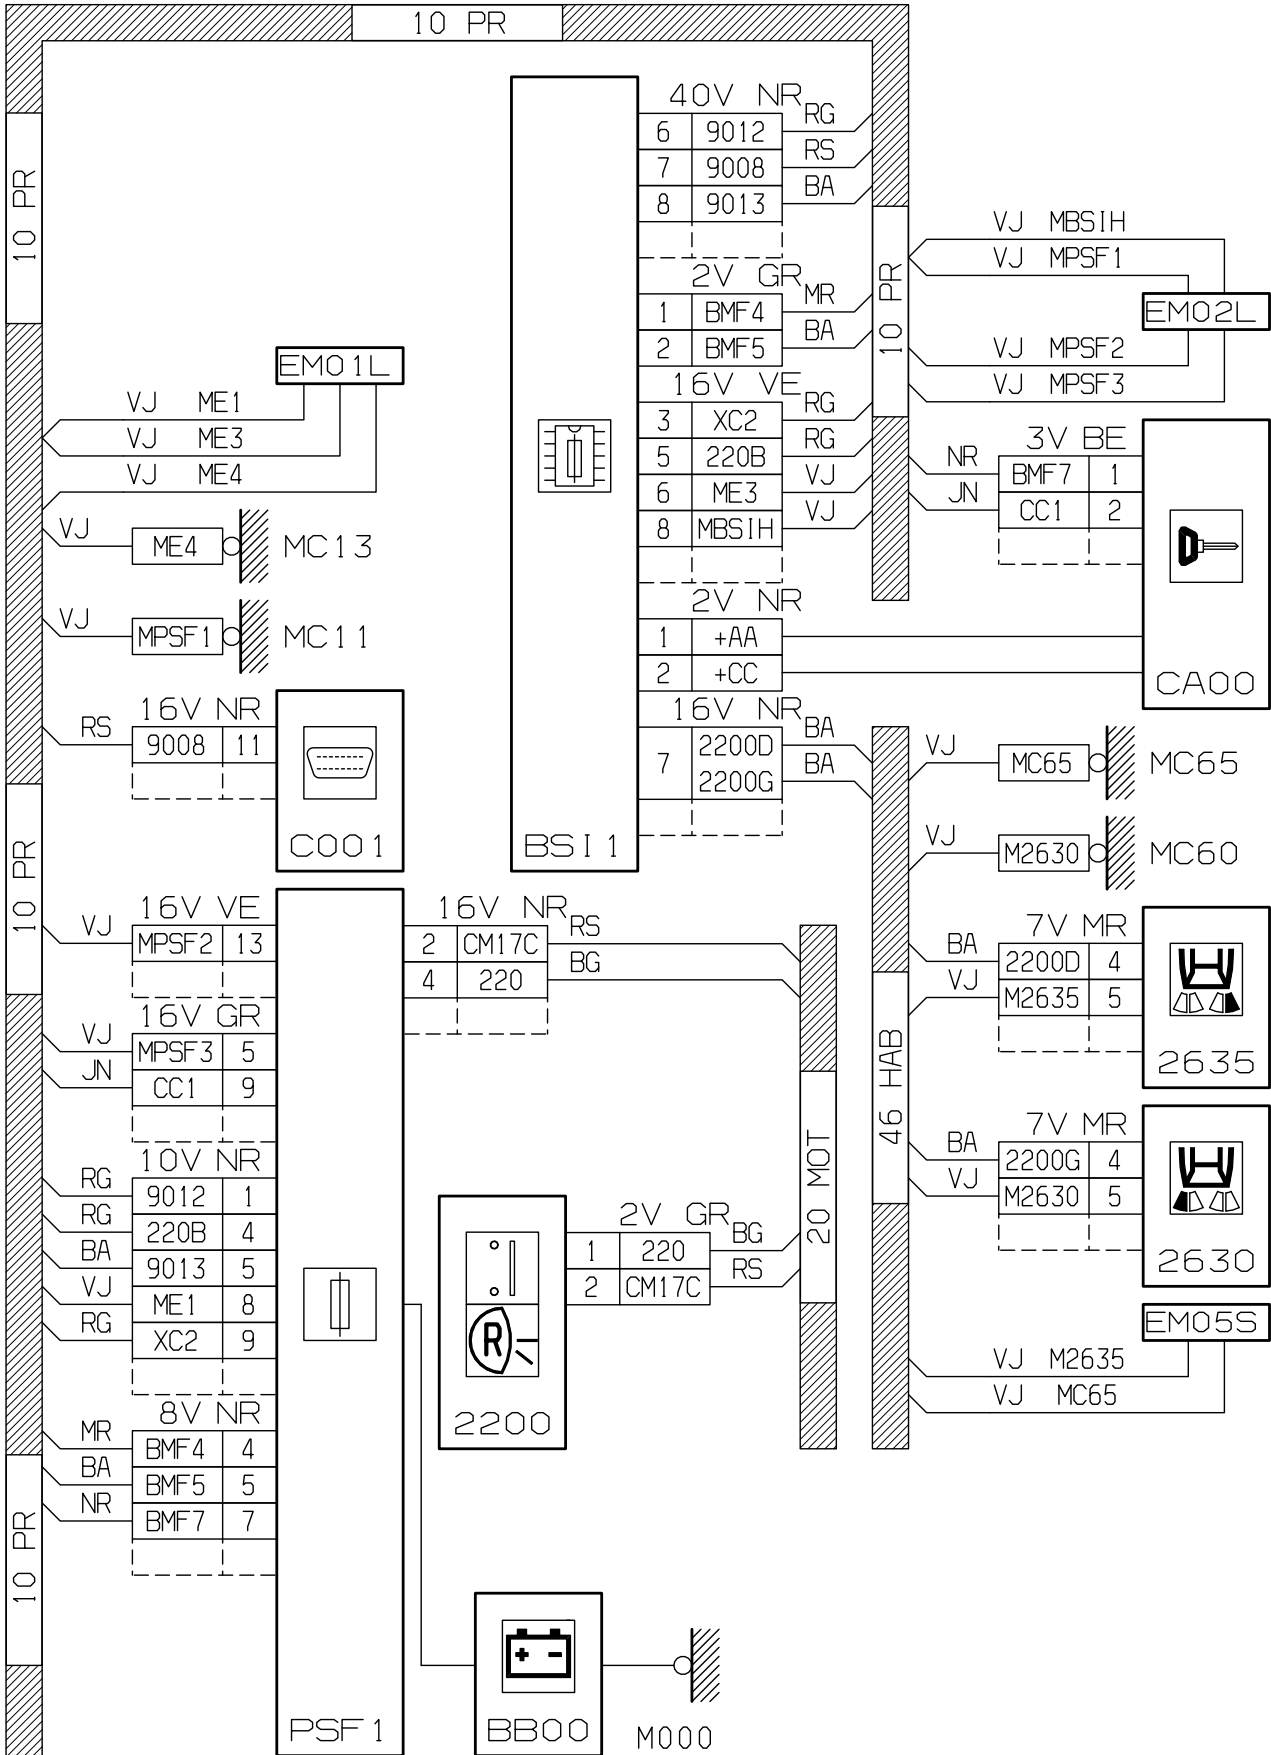 10 PR
10 PR
40V NR
6 9012 RG
7 9008 RS
8 9013 BA
2V GR
1 BMF4 MR
2 BMF5 BA
16V VE
3 XC2 RG
5 220B RG
6 ME3 VJ
8 MBSIH VJ
2V NR
1 +AA
2 +CC
16V NR
7 2200D BA
2200G BA
BSI1
10 PR
VJ MBSIH
VJ MPSF1
EM02L
VJ MPSF2
VJ MPSF3
3V BE
NR BMF7 1
JN CC1 2
CA00
EM01L
VJ ME1
VJ ME3
VJ ME4
VJ ME4 MC13
VJ MPSF1 MC11
16V NR
RS 9008 11
C001
10 PR
16V VE
VJ MPSF2 13
16V GR
VJ MPSF3 5
JN CC1 9
10V NR
RG 9012 1
RG 220B 4
BA 9013 5
VJ ME1 8
RG XC2 9
8V NR
MR BMF4 4
BA BMF5 5
NR BMF7 7
10 PR
PSF1
16V NR
2 CM17C RS
4 220 BG
20 MOT
2V GR
1 220 BG
2 CM17C RS
R
2200
+ -
BB00
M000
46 HAB
VJ MC65 MC65
VJ M2630 MC60
7V MR
BA 2200D 4
VJ M2635 5
2635
7V MR
BA 2200G 4
VJ M2630 5
2630
EM05S
VJ M2635
VJ MC65